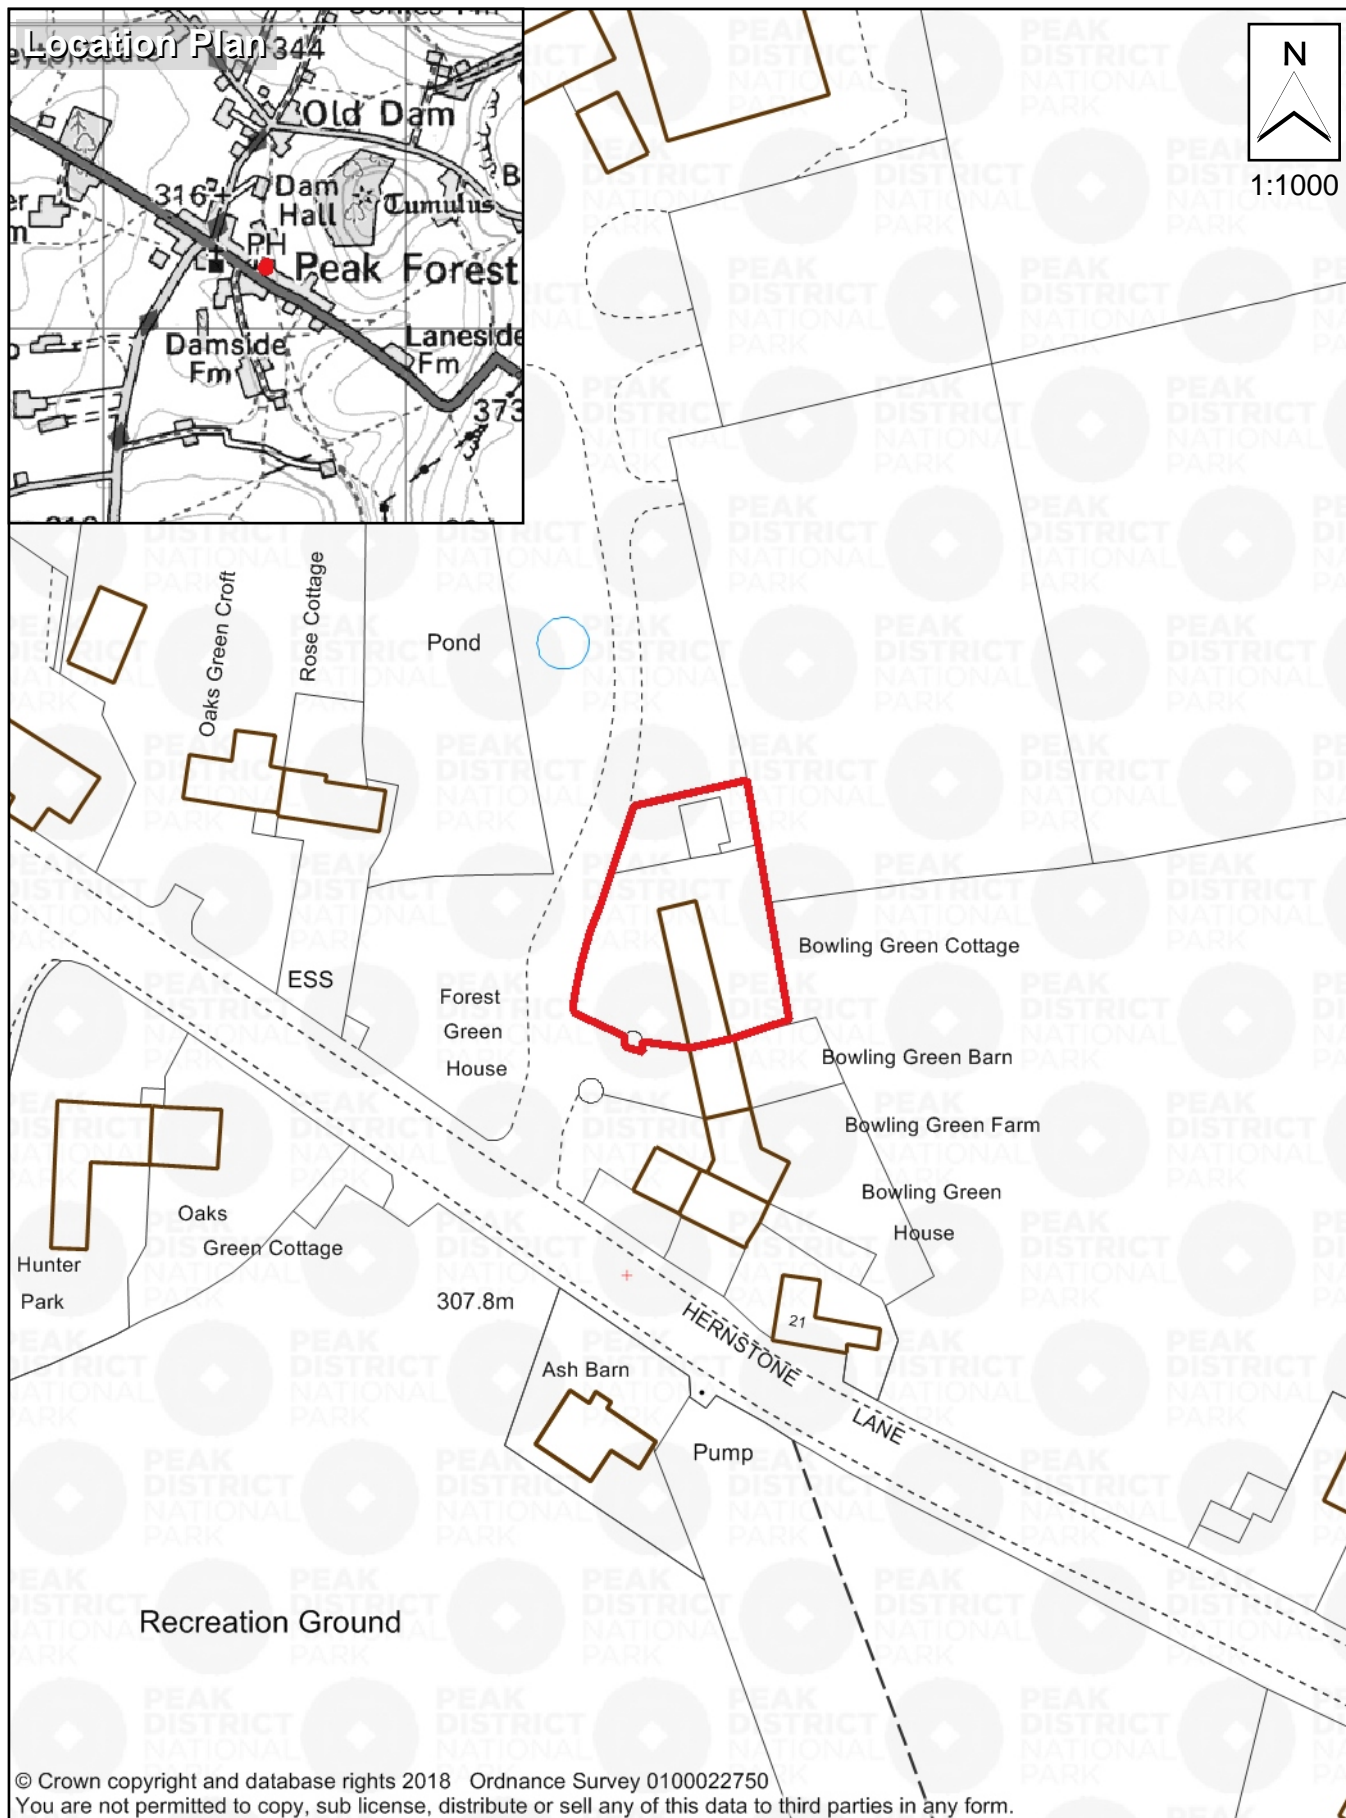 Location Plan
344
Old Dam
316
Dam
Hall
Tumulus
PH
Peak Forest
Damside
Fm
Laneside
Fm
373
N
1:1000
Oaks Green Croft
Rose Cottage
Pond
ESS
Forest
Green
House
Bowling Green Cottage
Bowling Green Barn
Bowling Green Farm
Bowling Green
House
Oaks
Green Cottage
Hunter
Park
307.8m
HERNSTONE
LANE
21
Ash Barn
Pump
Recreation Ground
PEAK
DISTRICT
NATIONAL
PARK
© Crown copyright and database rights 2018 Ordnance Survey 0100022750
You are not permitted to copy, sub license, distribute or sell any of this data to third parties in any form.